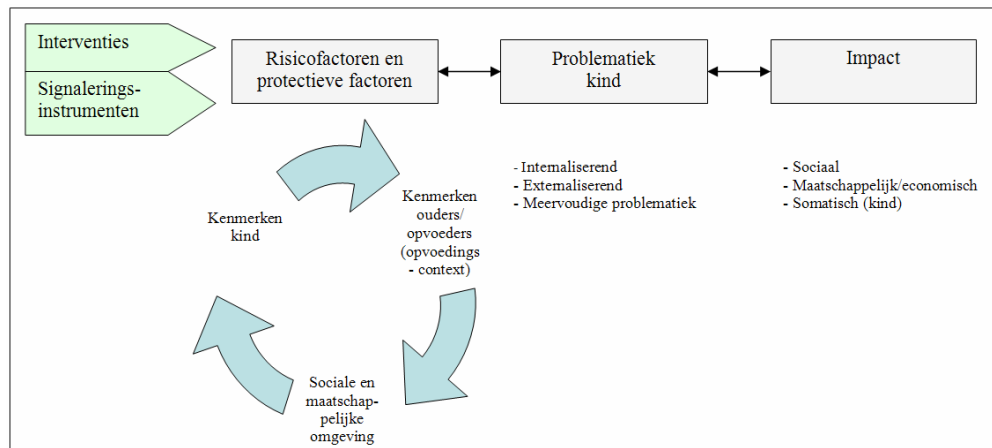 Interventies
Signalerings-
instrumenten
Risicofactoren en
protectieve factoren
Problematiek
kind
Impact
Kenmerken
kind
Kenmerken
ouders/
opvoeders
(opvoedings
- context)
Sociale en
maatschap-
pelijke
omgeving
- Internaliserend
- Externaliserend
- Meervoudige problematiek
- Sociaal
- Maatschappelijk/economisch
- Somatisch (kind)